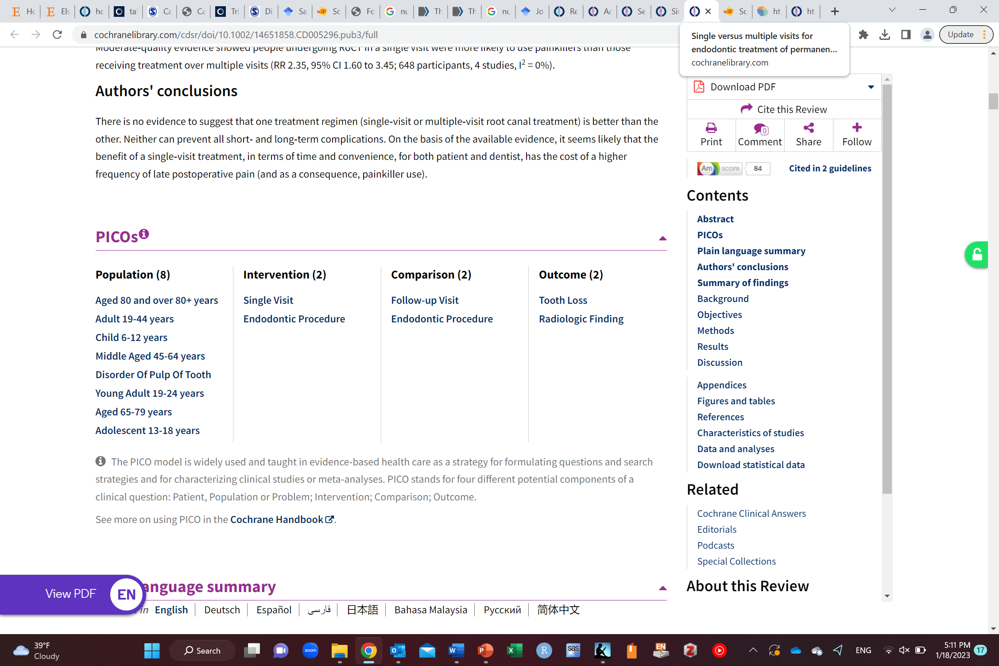 Hc
Els
hc
tal
Ca
Ca
Tri
Di
Sa
Sc
Fo
nu
Th
Th
nu
Jo
Re
Ac
Se
Sin
Sc
ht
ht
cochranelibrary.com/cdsr/doi/10.1002/14651858.CD005296.pub3/full
Update
Single versus multiple visits for
endodontic treatment of permanen...
cochranelibrary.com
Moderate-quality evidence showed people undergoing RoCT in a single visit were more likely to use painkillers than those
receiving treatment over multiple visits (RR 2.35, 95% CI 1.60 to 3.45; 648 participants, 4 studies, I² = 0%).
Authors' conclusions
There is no evidence to suggest that one treatment regimen (single-visit or multiple-visit root canal treatment) is better than the
other. Neither can prevent all short- and long-term complications. On the basis of the available evidence, it seems likely that the
benefit of a single-visit treatment, in terms of time and convenience, for both patient and dentist, has the cost of a higher
frequency of late postoperative pain (and as a consequence, painkiller use).
PICOs
Population (8)
Aged 80 and over 80+ years
Adult 19-44 years
Child 6-12 years
Middle Aged 45-64 years
Disorder Of Pulp Of Tooth
Young Adult 19-24 years
Aged 65-79 years
Adolescent 13-18 years
Intervention (2)
Single Visit
Endodontic Procedure
Comparison (2)
Follow-up Visit
Endodontic Procedure
Outcome (2)
Tooth Loss
Radiologic Finding
The PICO model is widely used and taught in evidence-based health care as a strategy for formulating questions and search
strategies and for characterizing clinical studies or meta-analyses. PICO stands for four different potential components of a
clinical question: Patient, Population or Problem; Intervention; Comparison; Outcome.
See more on using PICO in the Cochrane Handbook.
anguage summary
in English | Deutsch | Español | فارسی | 日本語 | Bahasa Malaysia | Русский | 简体中文
View PDF EN
Download PDF
Cite this Review
Print
0
Comment
Share
Follow
Am score 84
Cited in 2 guidelines
Contents
Abstract
PICOs
Plain language summary
Authors' conclusions
Summary of findings
Background
Objectives
Methods
Results
Discussion
Appendices
Figures and tables
References
Characteristics of studies
Data and analyses
Download statistical data
Related
Cochrane Clinical Answers
Editorials
Podcasts
Special Collections
About this Review
39°F
Cloudy
Search
zoom
sas
EN
ENG
5:11 PM
1/18/2023
17